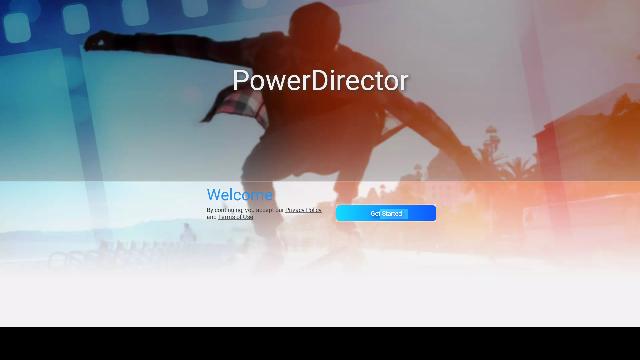 PowerDirector
Welcome
By continuing, you accept our Privacy Policy
and Terms of Use
Get Started